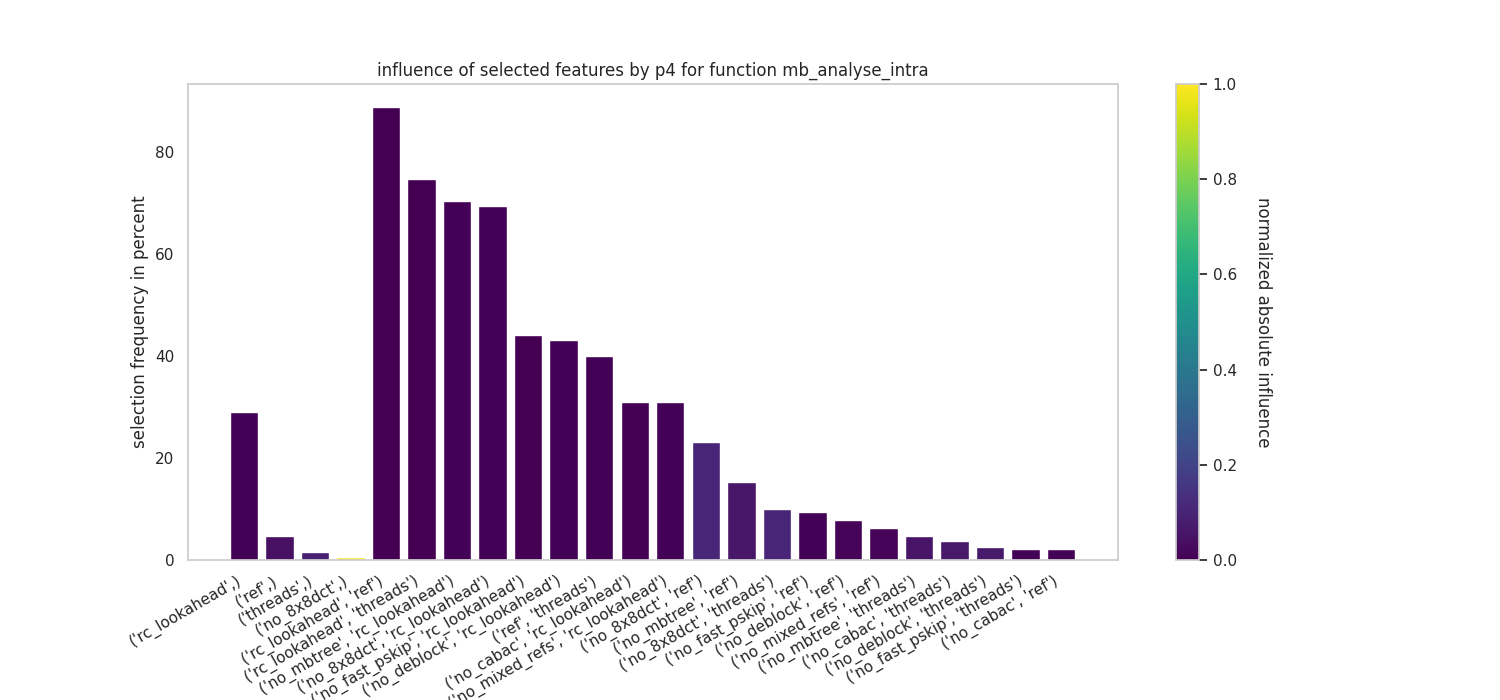 influence of selected features by p4 for function mb_analyse_intra
selection frequency in percent
80
60
40
20
0
('rc_lookahead',)
('ref',)
('threads',)
('no_8x8dct',)
('rc_lookahead', 'ref')
('rc_lookahead', 'threads')
('no_mbtree', 'rc_lookahead')
('no_8x8dct', 'rc_lookahead')
('no_fast_pskip', 'rc_lookahead')
('no_deblock', 'rc_lookahead')
('ref', 'threads')
('no_cabac', 'rc_lookahead')
('no_mixed_refs', 'rc_lookahead')
('no_8x8dct', 'ref')
('no_mbtree', 'ref')
('no_8x8dct', 'threads')
('no_fast_pskip', 'ref')
('no_deblock', 'ref')
('no_mixed_refs', 'ref')
('no_mbtree', 'threads')
('no_cabac', 'threads')
('no_deblock', 'threads')
('no_fast_pskip', 'threads')
('no_cabac', 'ref')
1.0
0.8
0.6
0.4
0.2
0.0
normalized absolute influence